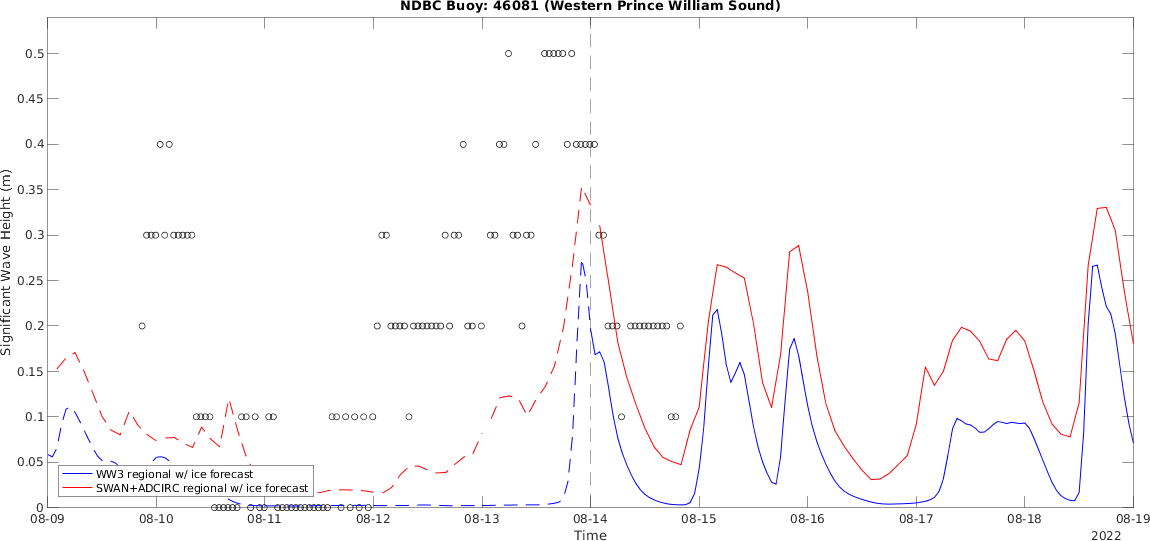 NDBC Buoy: 46081 (Western Prince William Sound)
Significant Wave Height (m)
0.5
0.45
0.4
0.35
0.3
0.25
0.2
0.15
0.1
0.05
0
WW3 regional w/ ice forecast
SWAN+ADCIRC regional w/ ice forecast
08-09 08-10 08-11 08-12 08-13 08-14 08-15 08-16 08-17 08-18 08-19
Time
2022